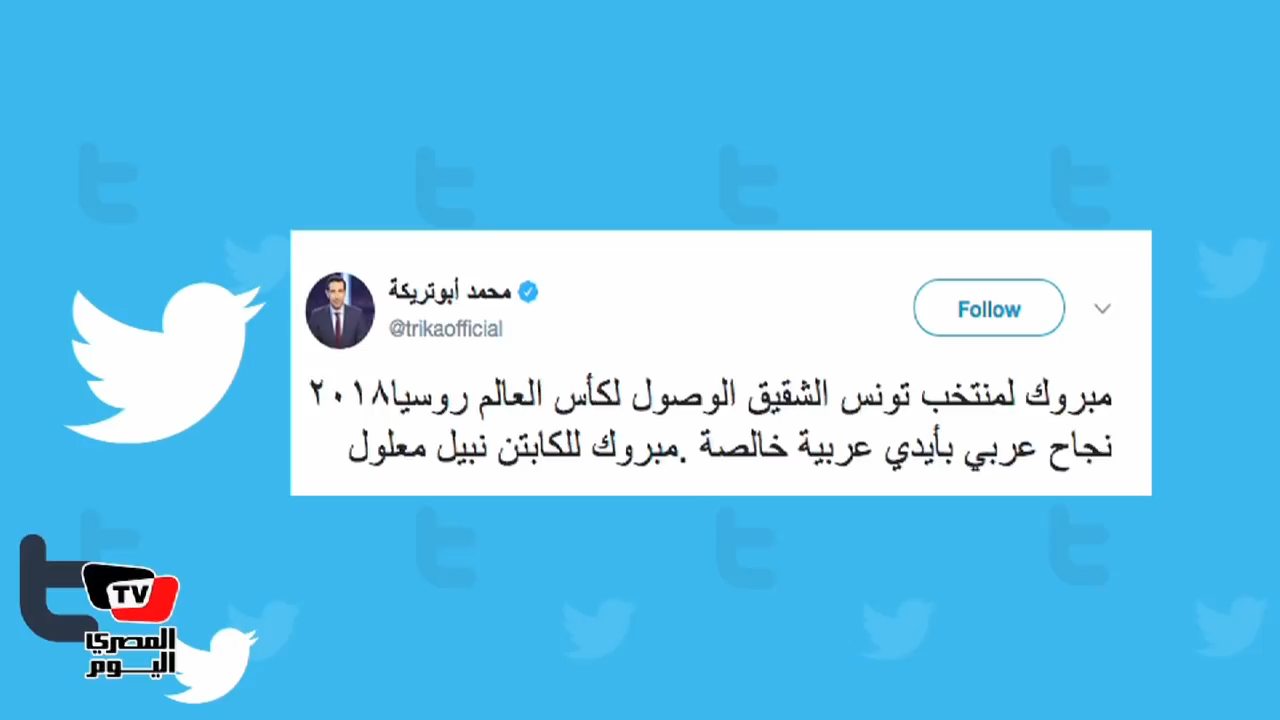 محمد أبوتريكة
@trikaofficial
Follow
مبروك لمنتخب تونس الشقيق الوصول لكأس العالم روسيا٢٠١٨
نجاح عربي بأيدي عربية خالصة .مبروك للكابتن نبيل معلول
TV
المصري
اليوم